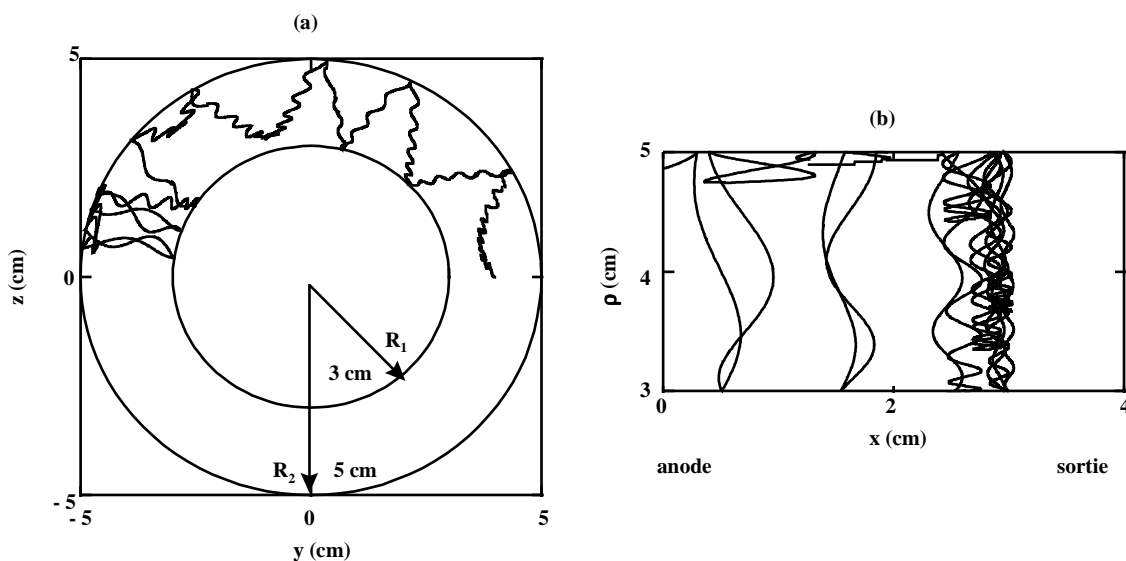 (a)
5
z (cm)
0
R1
3 cm
R2
5 cm
- 5
- 5
0
5
y (cm)
(b)
5
ρ (cm)
4
3
0
2
4
x (cm)
anode
sortie